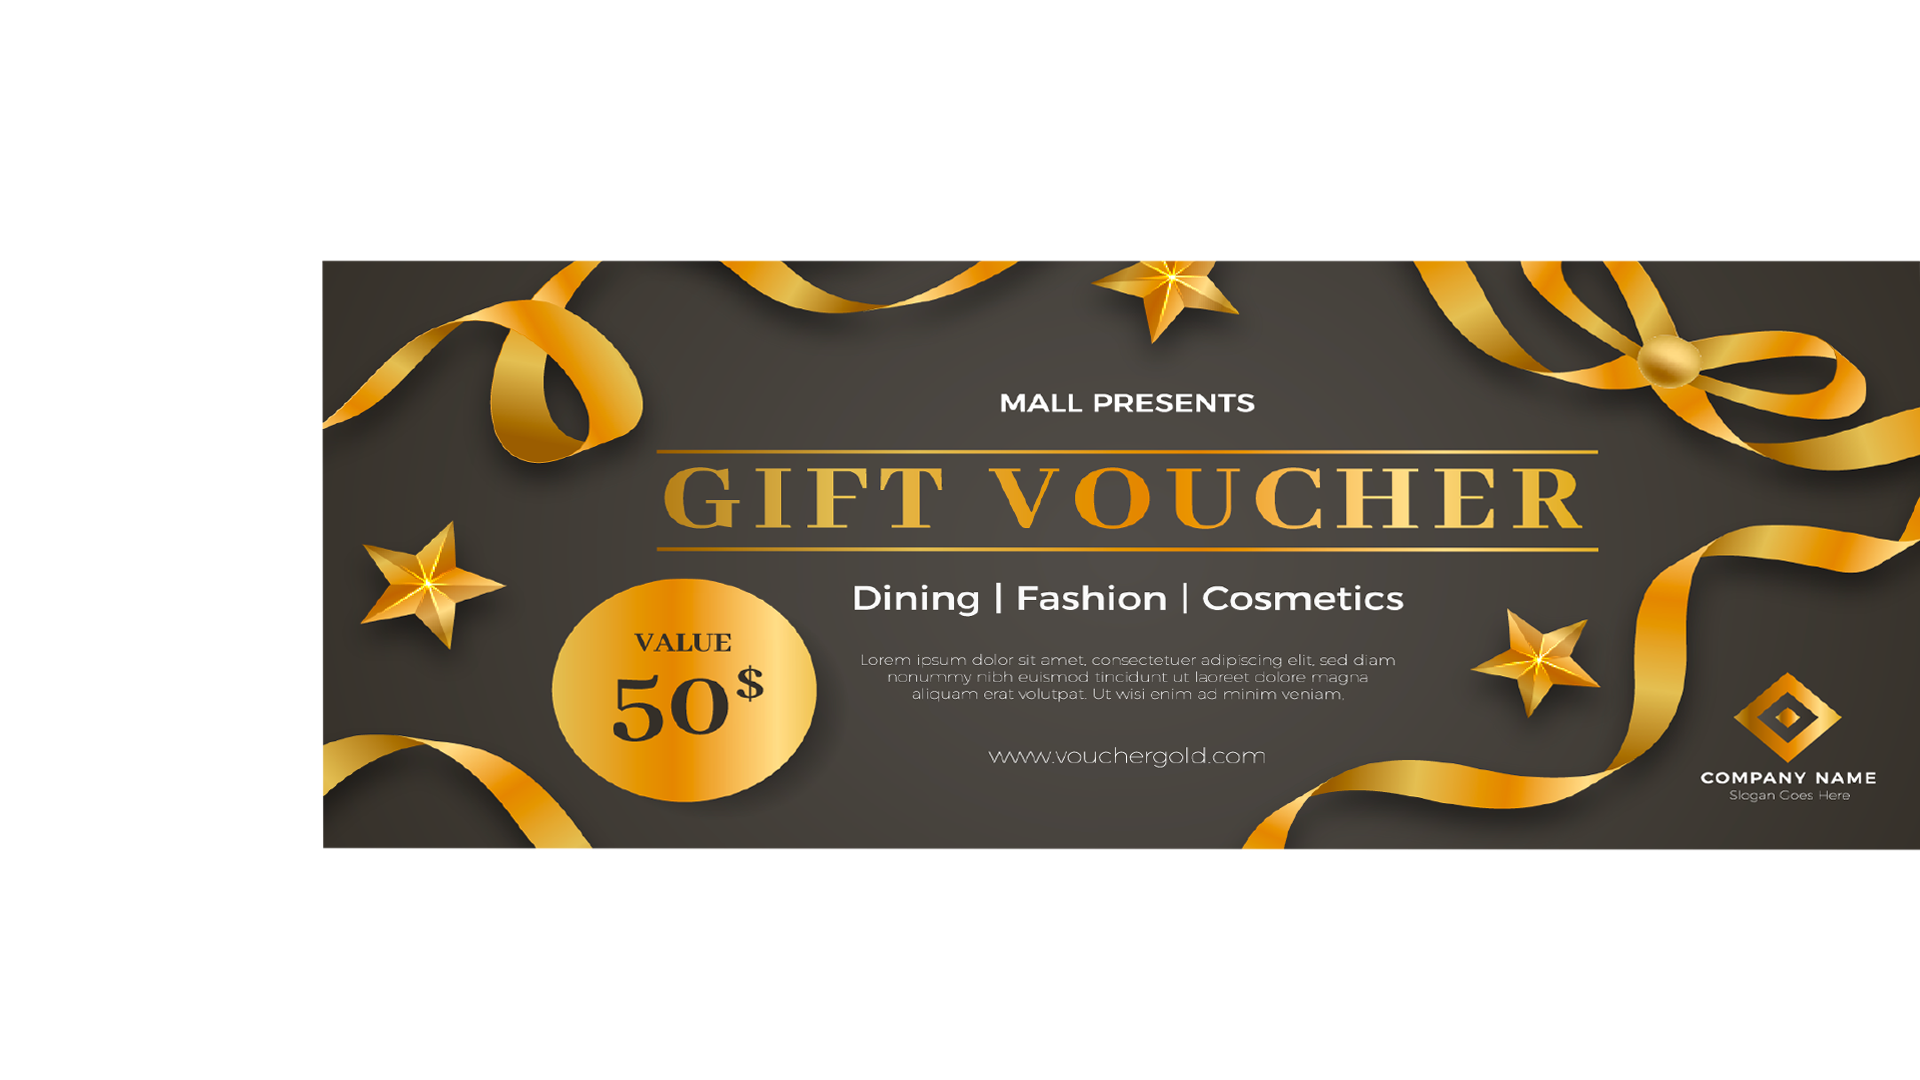 MALL PRESENTS
GIFT VOUCHER
Dining | Fashion | Cosmetics
VALUE
50$
Lorem ipsum dolor sit amet, consectetuer adipiscing elit, sed diam
nonummy nibh euismod tincidunt ut laoreet dolore magna
aliquam erat volutpat. Ut wisi enim ad minim veniam,
www.vouchergold.com
COMPANY NAME
Slogan Goes Here